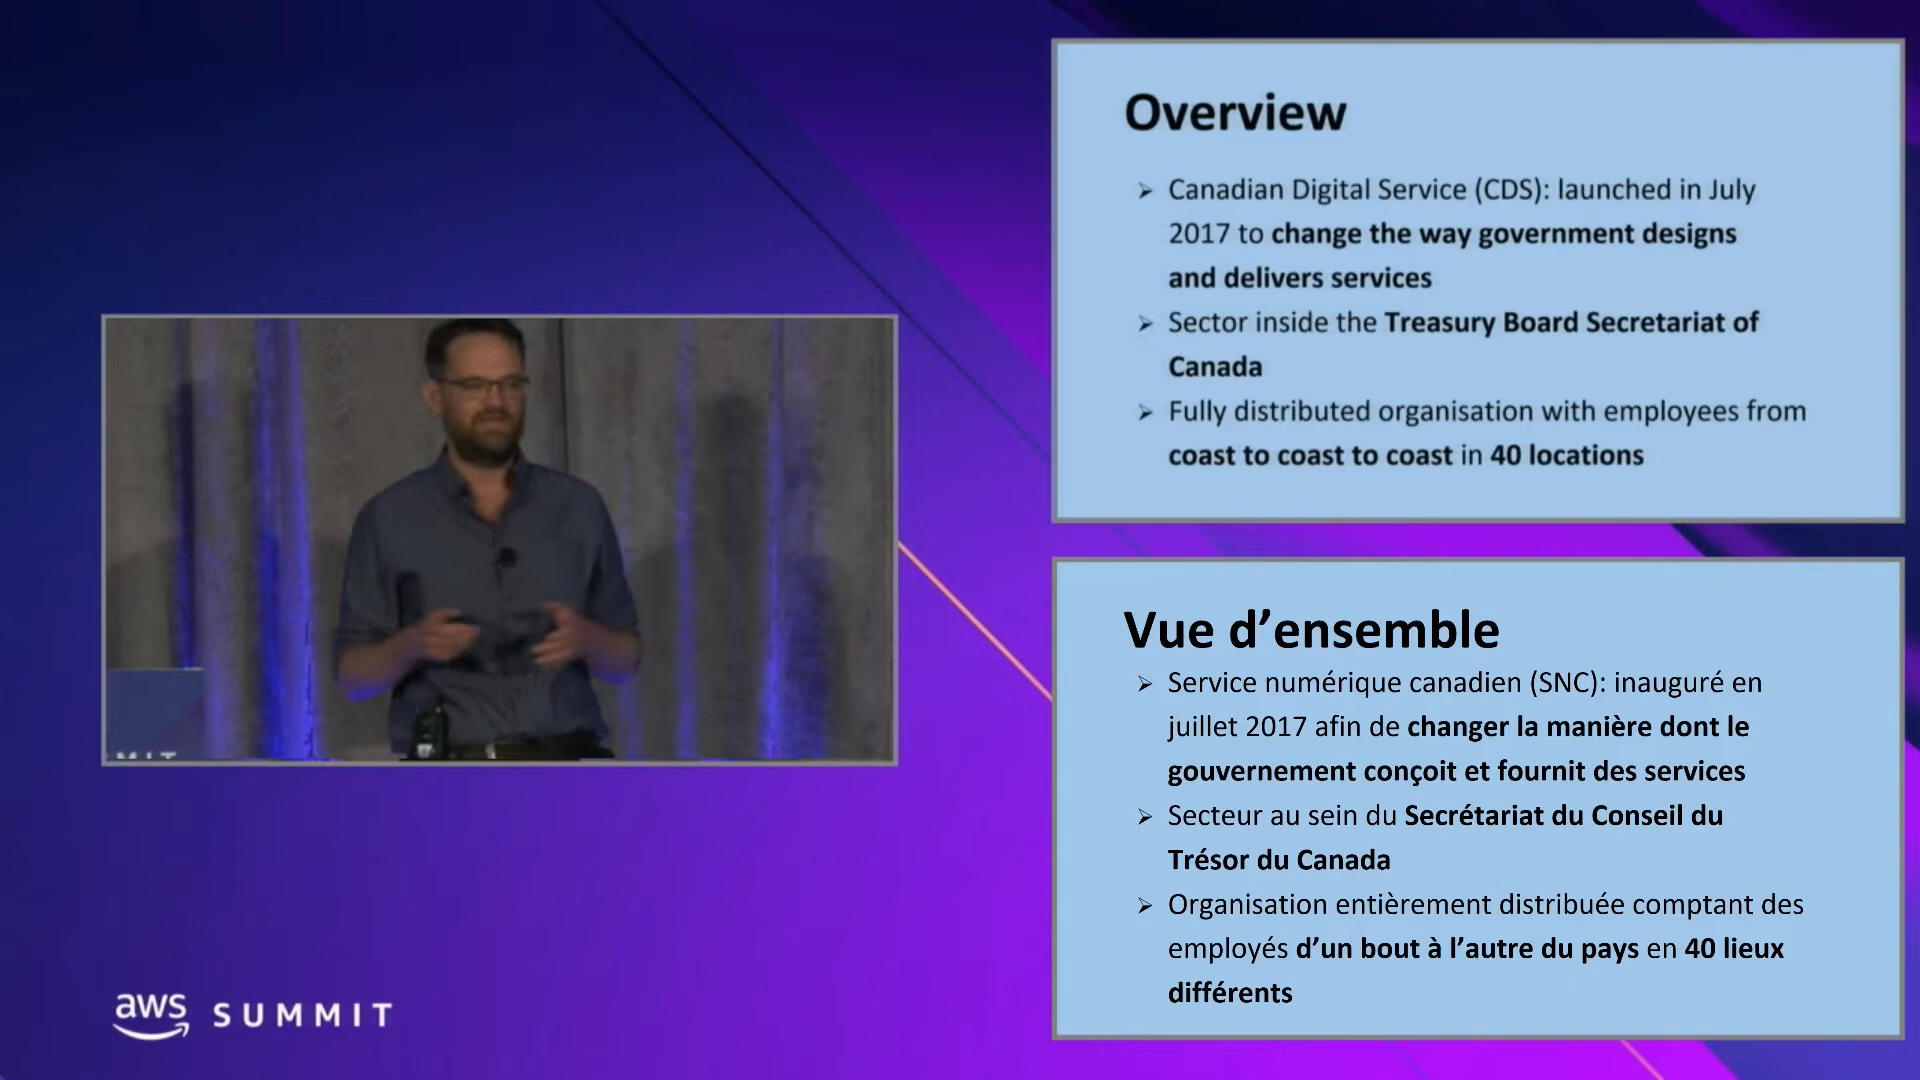 Overview
➢ Canadian Digital Service (CDS): launched in July
2017 to change the way government designs
and delivers services
➢ Sector inside the Treasury Board Secretariat of
Canada
➢ Fully distributed organisation with employees from
coast to coast to coast in 40 locations
Vue d’ensemble
➢ Service numérique canadien (SNC): inauguré en
juillet 2017 afin de changer la manière dont le
gouvernement conçoit et fournit des services
➢ Secteur au sein du Secrétariat du Conseil du
Trésor du Canada
➢ Organisation entièrement distribuée comptant des
employés d’un bout à l’autre du pays en 40 lieux
différents
aws SUMMIT